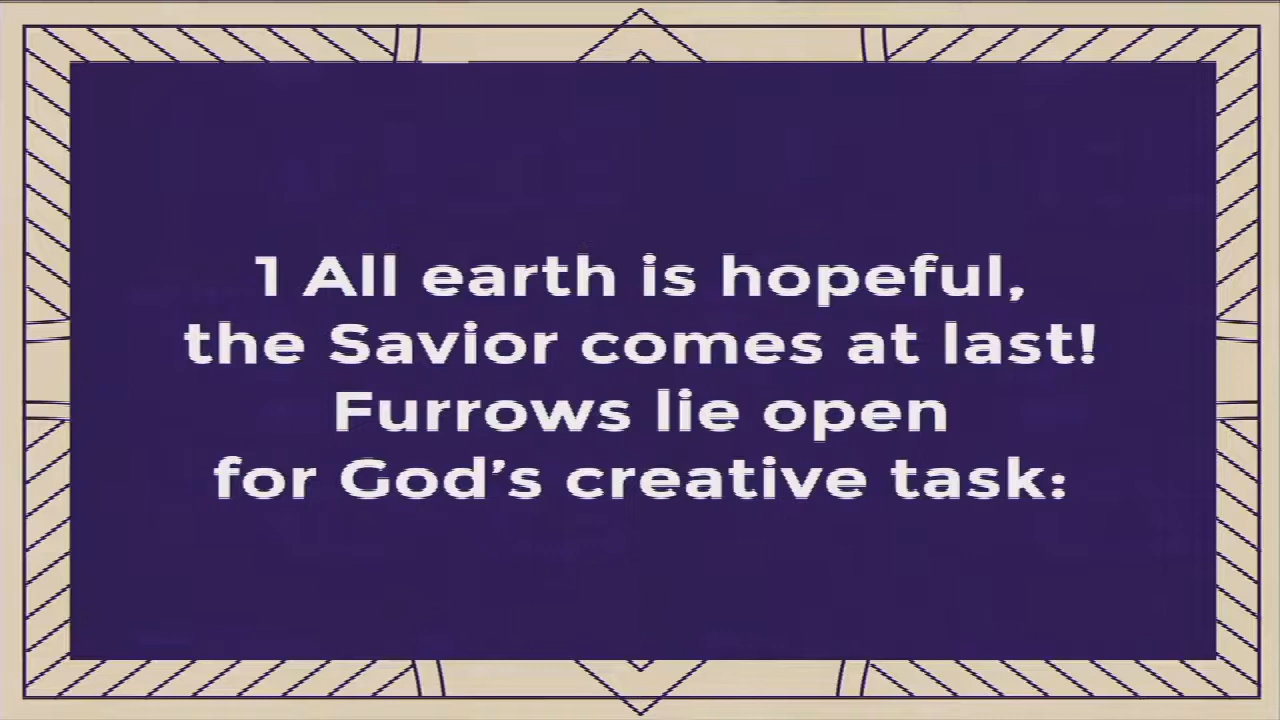 1 All earth is hopeful,
the Savior comes at last!
Furrows lie open
for God’s creative task: